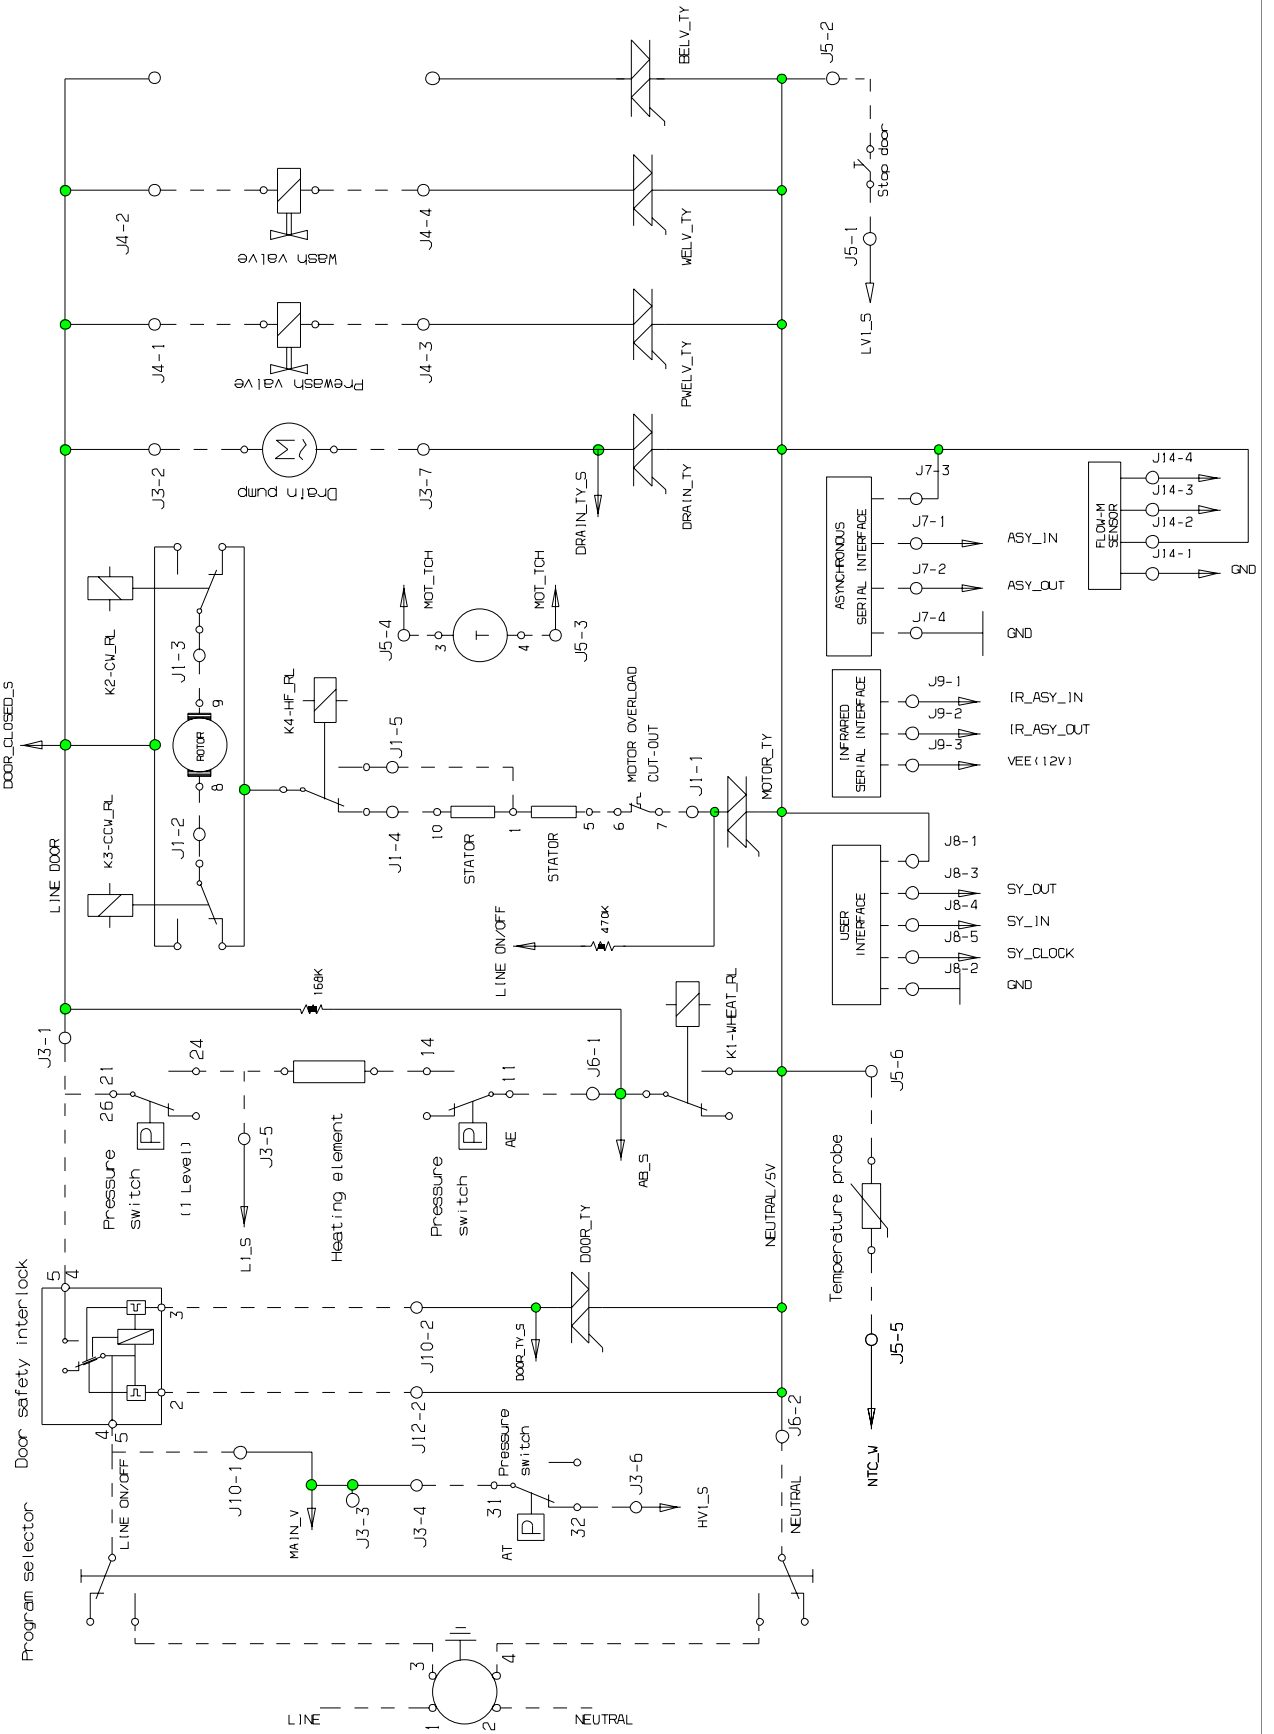 BELV_TY
J5-2
Stop door
J5-1
LV1_S
J4-2
Wash valve
J4-4
WELV_TY
J4-1
Prewash valve
J4-3
PWELV_TY
J3-2
M
~
Drain pump
J3-7
DRAIN_TY_S
DRAIN_TY
DOOR_CLOSED_S
K2-CW_RL
J1-3
9
ROTOR
8
J1-2
K3-CCW_RL
LINE DOOR
J5-4
MOT_TCH
3
T
4
MOT_TCH
J5-3
K4-HF_RL
J1-5
J1-4
10
STATOR
1
STATOR
5
6
MOTOR OVERLOAD
CUT-OUT
7
J1-1
MOTOR_TY
LINE ON/OFF
470K
ASYNCHRONOUS
SERIAL INTERFACE
J7-3
J7-1
ASY_IN
J7-2
ASY_OUT
J7-4
GND
FLOW-M
SENSOR
J14-4
J14-3
J14-2
J14-1
GND
INFRARED
SERIAL INTERFACE
J9-1
IR_ASY_IN
J9-2
IR_ASY_OUT
J9-3
VEE(12V)
USER
INTERFACE
J8-1
J8-3
SY_OUT
J8-4
SY_IN
J8-5
SY_CLOCK
J8-2
GND
J3-1
168K
26
21
24
P
Pressure
switch
(1 Level)
J3-5
L1_S
Heating element
14
P
11
AE
Pressure
switch
J6-1
AB_S
K1-WHEAT_RL
NEUTRAL/5V
J5-6
Temperature probe
J5-5
NTC_W
Door safety interlock
5
4
3
2
4
5
J10-2
DOOR_TY_S
DOOR_TY
J12-2
J6-2
NEUTRAL
Program selector
LINE ON/OFF
J10-1
MAIN_V
J3-3
J3-4
31
Pressure
switch
P
AT
32
J3-6
HV1_S
3
4
1
2
LINE
NEUTRAL